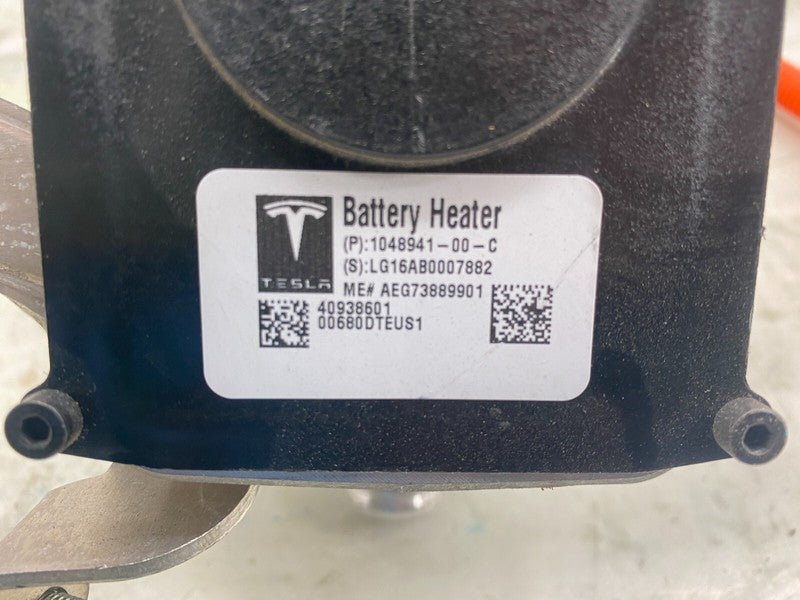 Battery Heater
(P):1048941-00-C
(S):LG16AB0007882
TESLA
ME# AEG73889901
40938601
00680DTEUS1